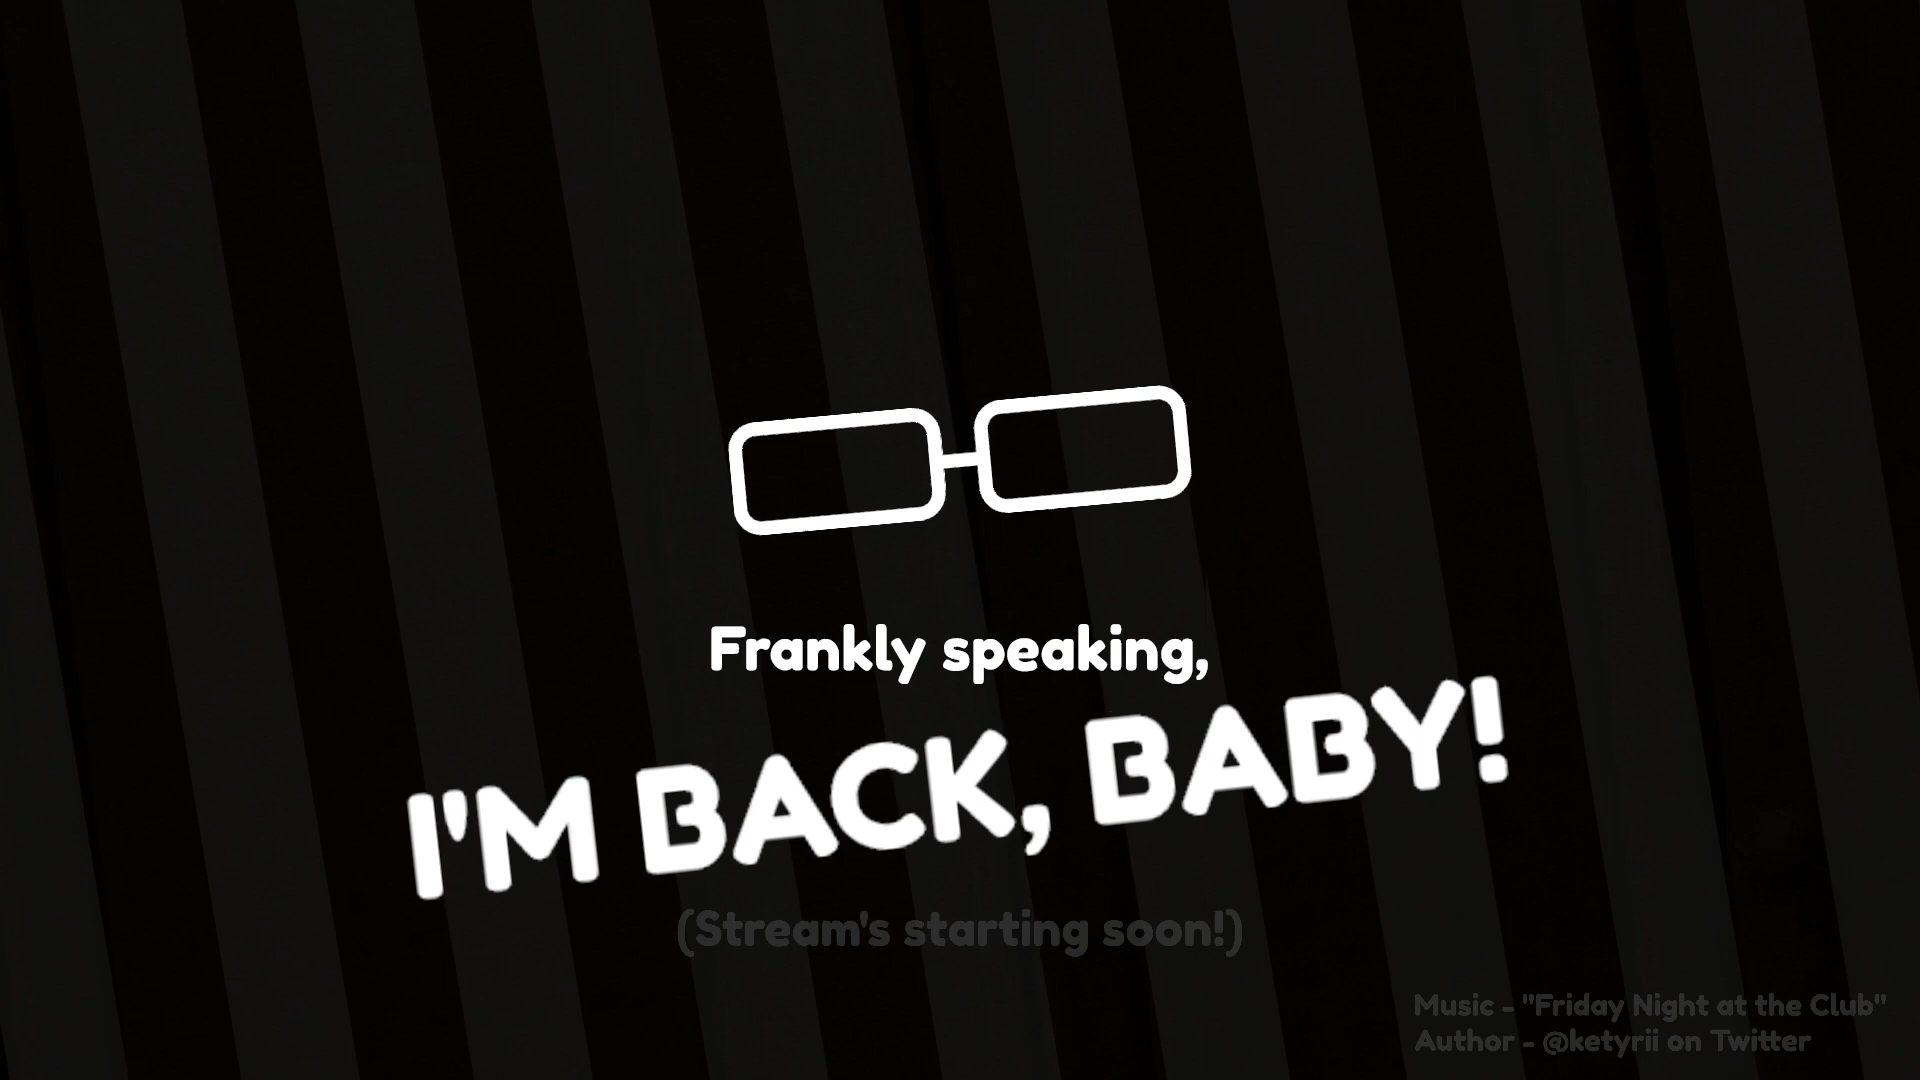 Frankly speaking,
I'M BACK, BABY!
(Stream's starting soon!)
Music - "Friday Night at the Club"
Author - @ketyrii on Twitter